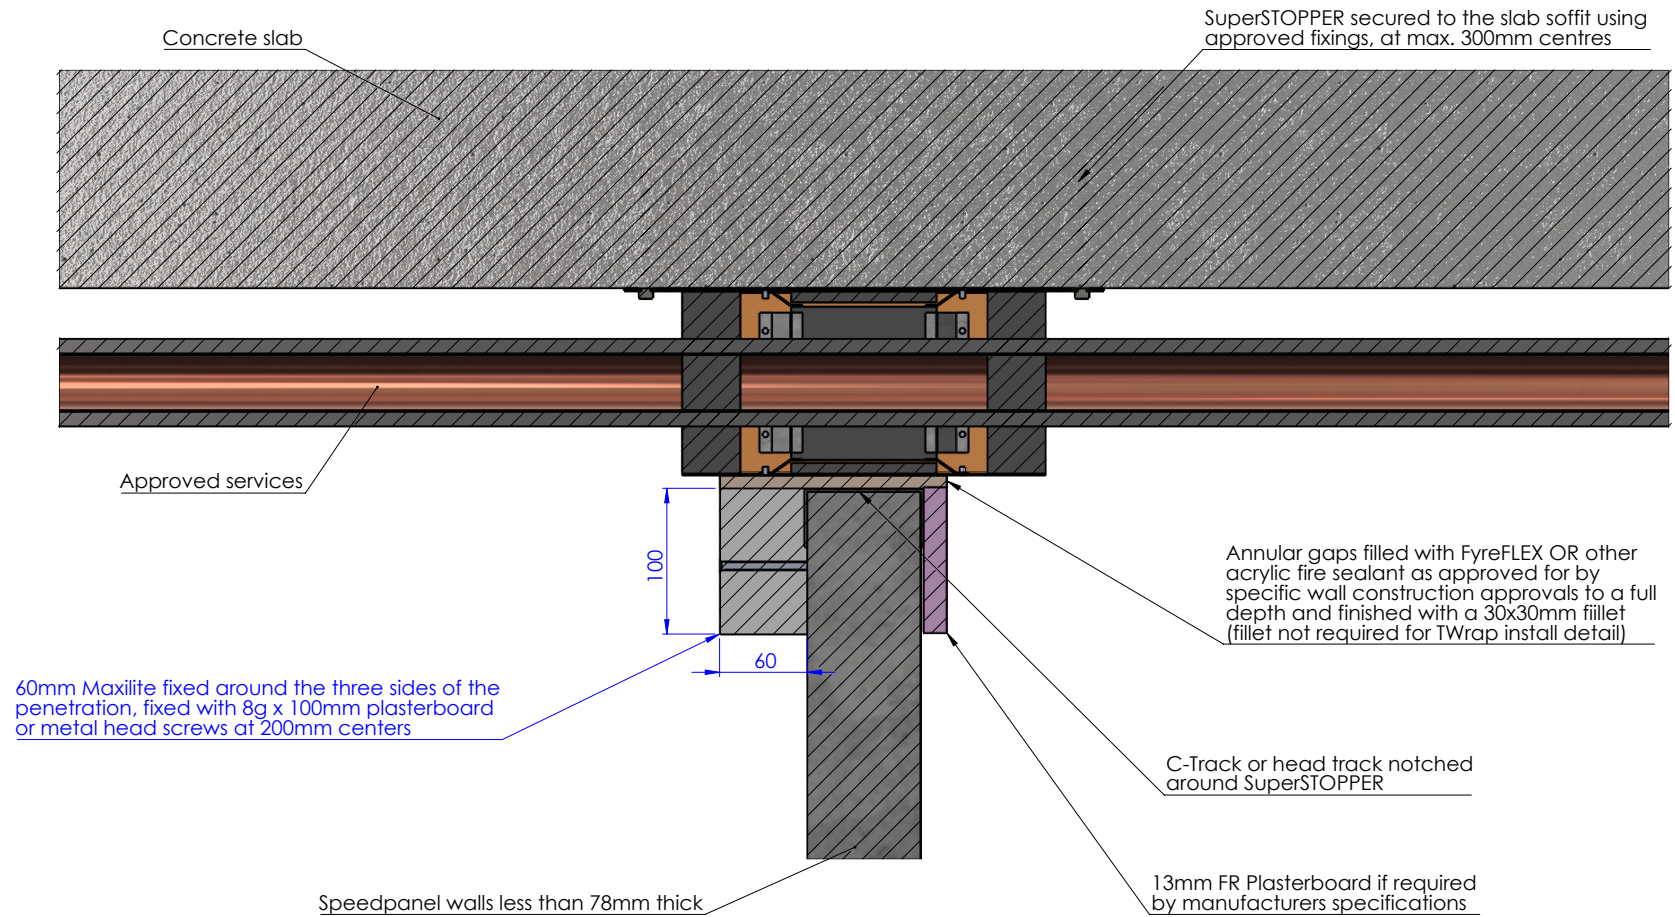 SuperSTOPPER secured to the slab soffit using
approved fixings, at max. 300mm centres
Concrete slab
Approved services
100
60
Annular gaps filled with FyreFLEX OR other
acrylic fire sealant as approved for by
specific wall construction approvals to a full
depth and finished with a 30x30mm fiillet
(fillet not required for TWrap install detail)
60mm Maxilite fixed around the three sides of the
penetration, fixed with 8g x 100mm plasterboard
or metal head screws at 200mm centers
C-Track or head track notched
around SuperSTOPPER
13mm FR Plasterboard if required
by manufacturers specifications
Speedpanel walls less than 78mm thick